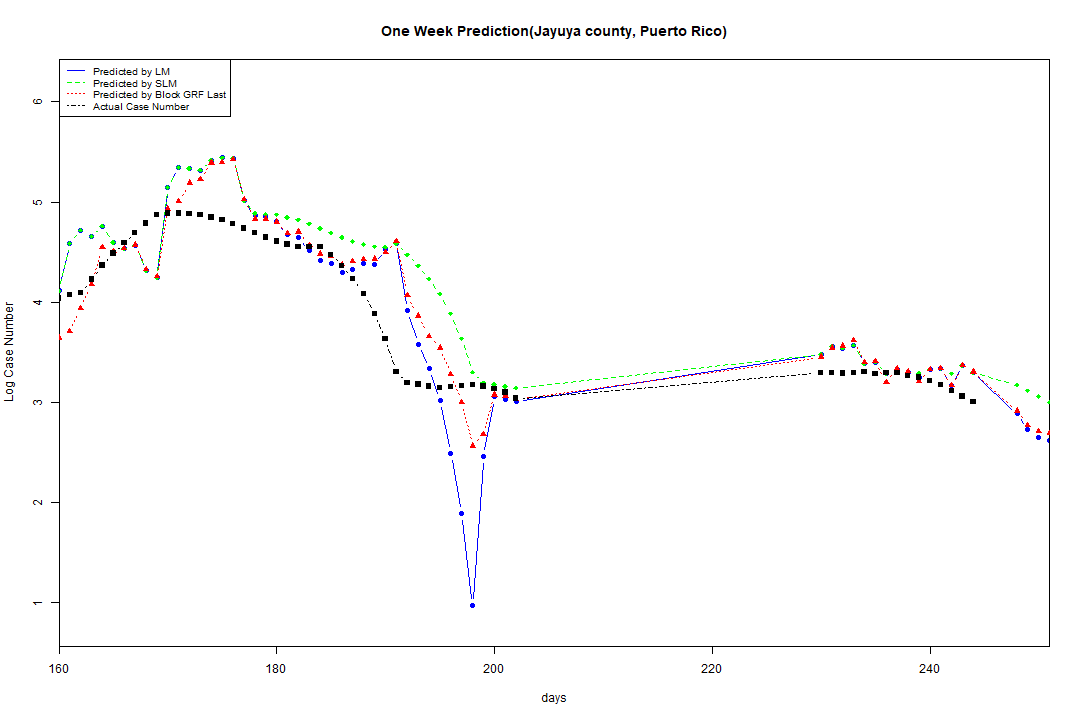 One Week Prediction(Jayuya county, Puerto Rico)
Predicted by LM
Predicted by SLM
Predicted by Block GRF Last
Actual Case Number
6
5
4
3
2
1
Log Case Number
160
180
200
220
240
days